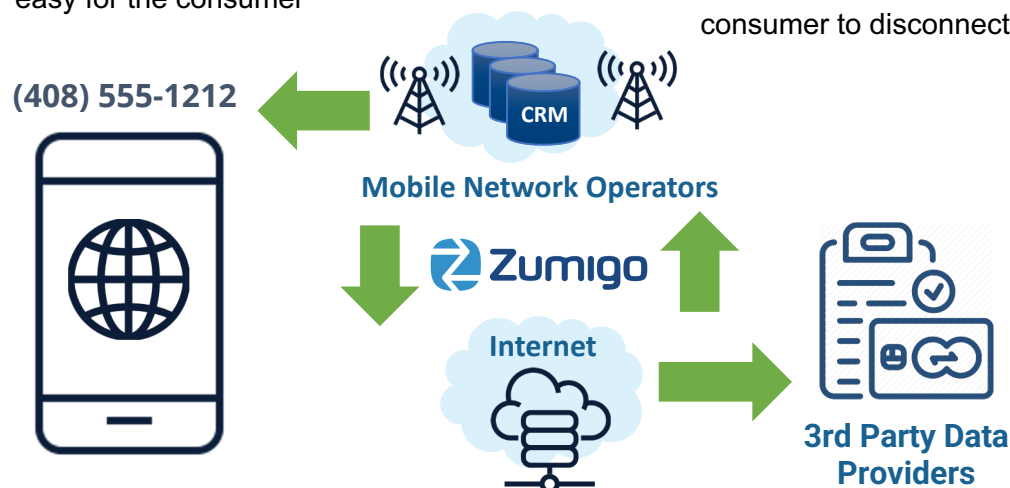 easy for the consumer
consumer to disconnect
(408) 555-1212
CRM
Mobile Network Operators
Zumigo
Internet
3rd Party Data
Providers